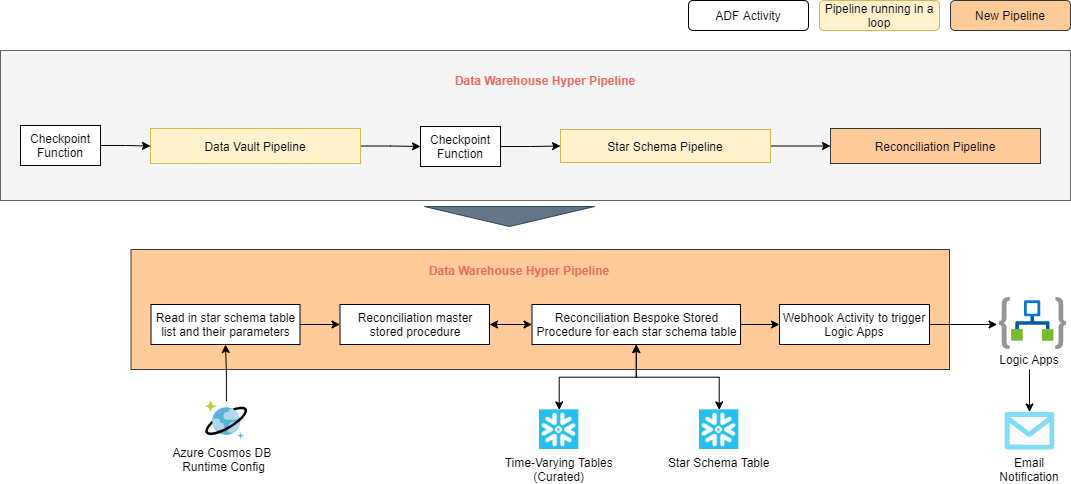 ADF Activity
Pipeline running in a
loop
New Pipeline
Data Warehouse Hyper Pipeline
Checkpoint
Function
Data Vault Pipeline
Checkpoint
Function
Star Schema Pipeline
Reconciliation Pipeline
Data Warehouse Hyper Pipeline
Read in star schema table
list and their parameters
Reconciliation master
stored procedure
Reconciliation Bespoke Stored
Procedure for each star schema table
Webhook Activity to trigger
Logic Apps
Logic Apps
Azure Cosmos DB
Runtime Config
Time-Varying Tables
(Curated)
Star Schema Table
Email
Notification